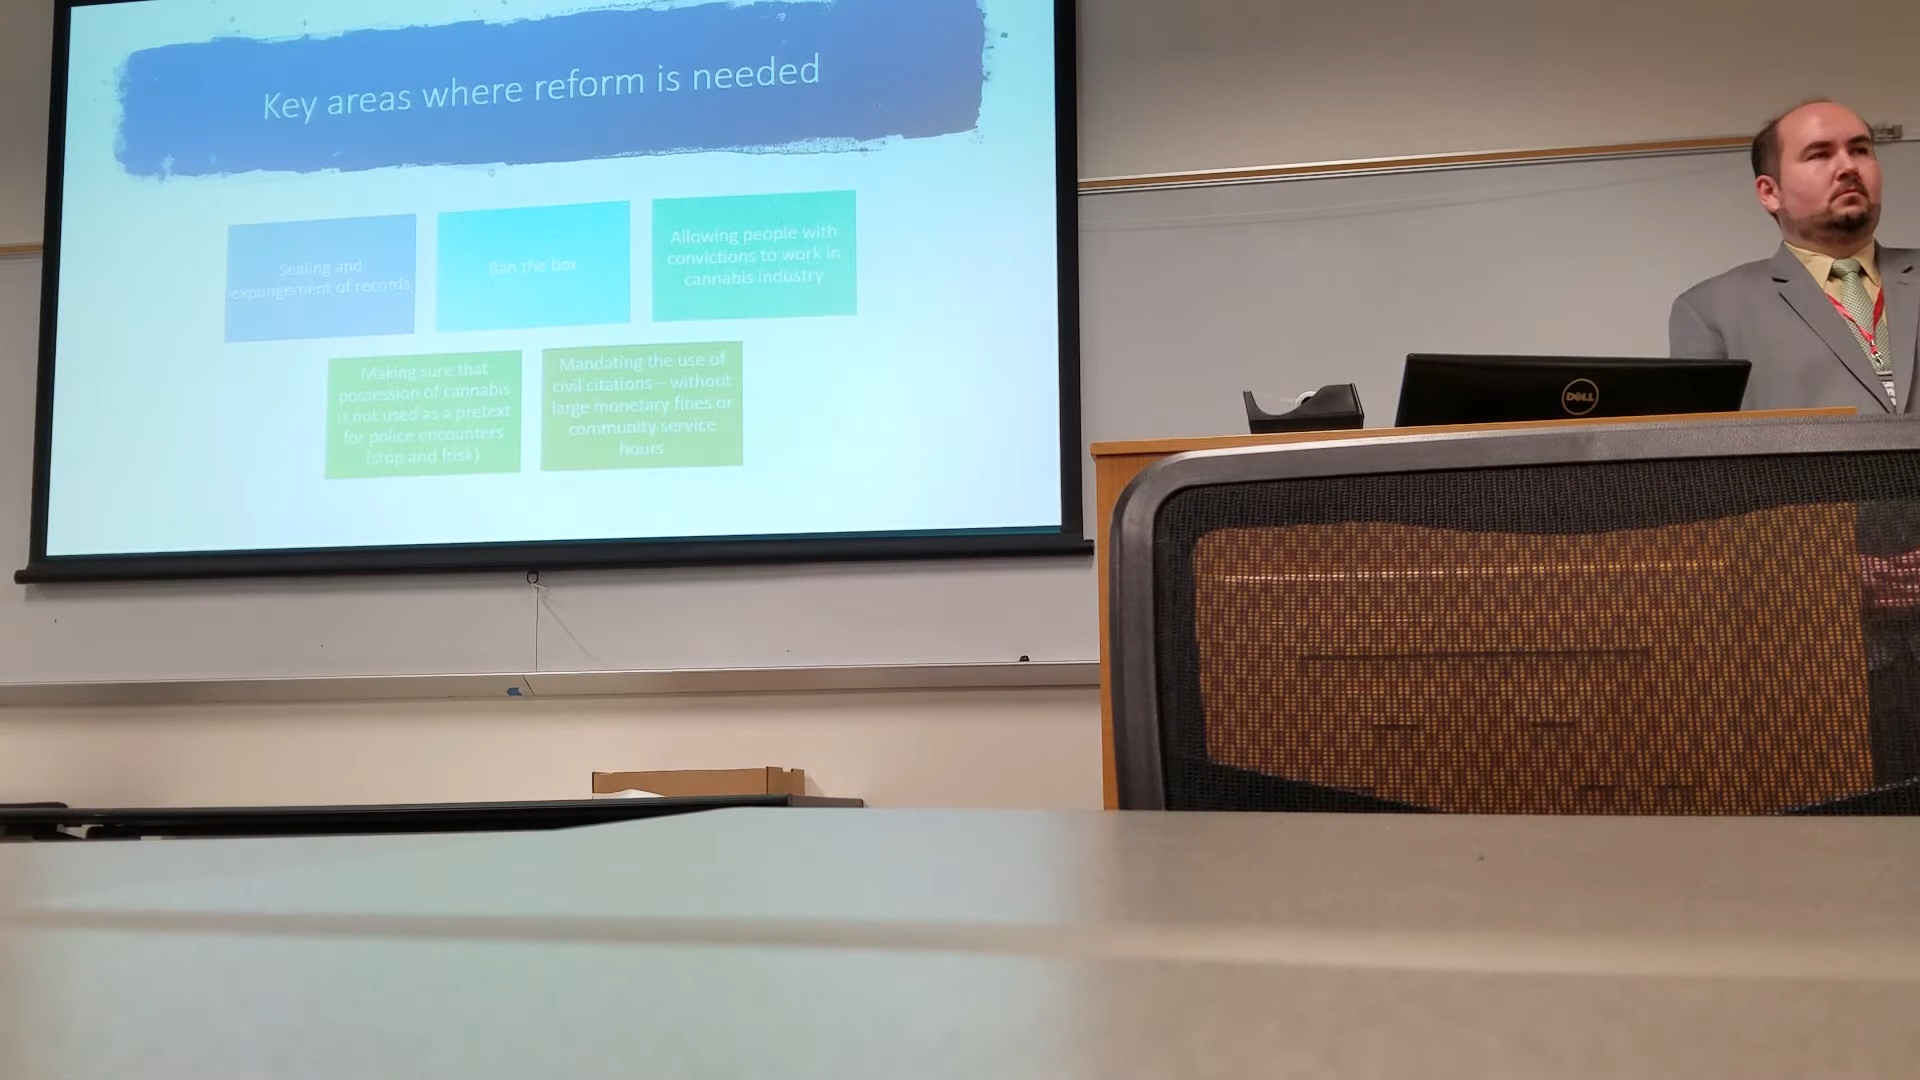 Key areas where reform is needed
Sealing and
expungement of records
Ban the box
Allowing people with
convictions to work in
cannabis industry
Making sure that
possession of cannabis
is not used as a pretext
for police encounters
(stop and frisk)
Mandating the use of
civil citations – without
large monetary fines or
community service
hours
DELL